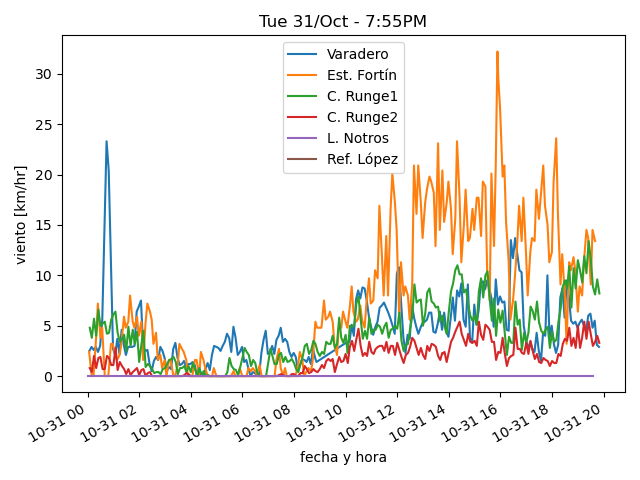 Tue 31/Oct - 7:55PM
Varadero
Est. Fortín
C. Runge1
C. Runge2
L. Notros
Ref. López
viento [km/hr]
30
25
20
15
10
5
0
10-31 00
10-31 02
10-31 04
10-31 06
10-31 08
10-31 10
10-31 12
10-31 14
10-31 16
10-31 18
10-31 20
fecha y hora